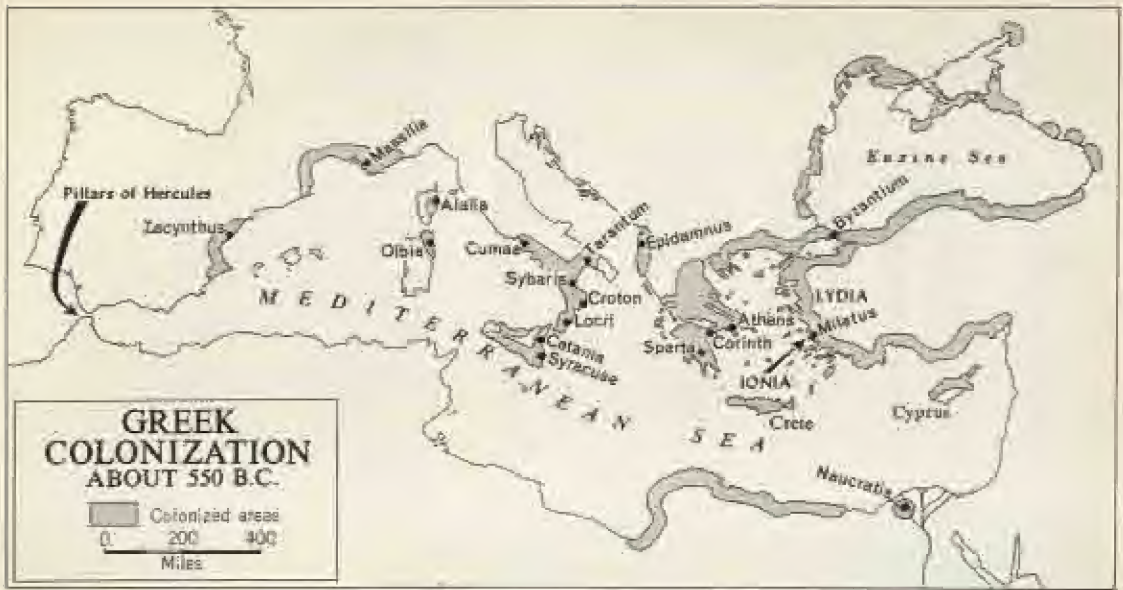 Pillars of Hercules
Zacynthus
Massilia
Alalia
Olbia
Cumae
Tarantum
Sybaris
Croton
Locri
Catania
Syracuse
Epidamnus
Byzantium
Euxine Sea
LYDIA
Athens
Miletus
Sparta
Corinth
IONIA
Crete
Cyprus
Naucratis
MEDITERRANEAN SEA
GREEK
COLONIZATION
ABOUT 550 B.C.
Colonized areas
0 200 400
Miles